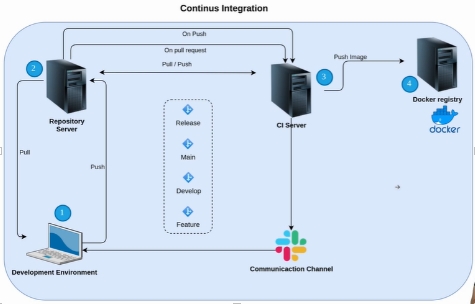 Continus Integration
On Push
On pull request
Pull / Push
Push Image
2
3
4
Repository
Server
CI Server
Docker registry
docker
Release
Main
Develop
Feature
Pull
Push
1
Development Environment
Communicaction Channel